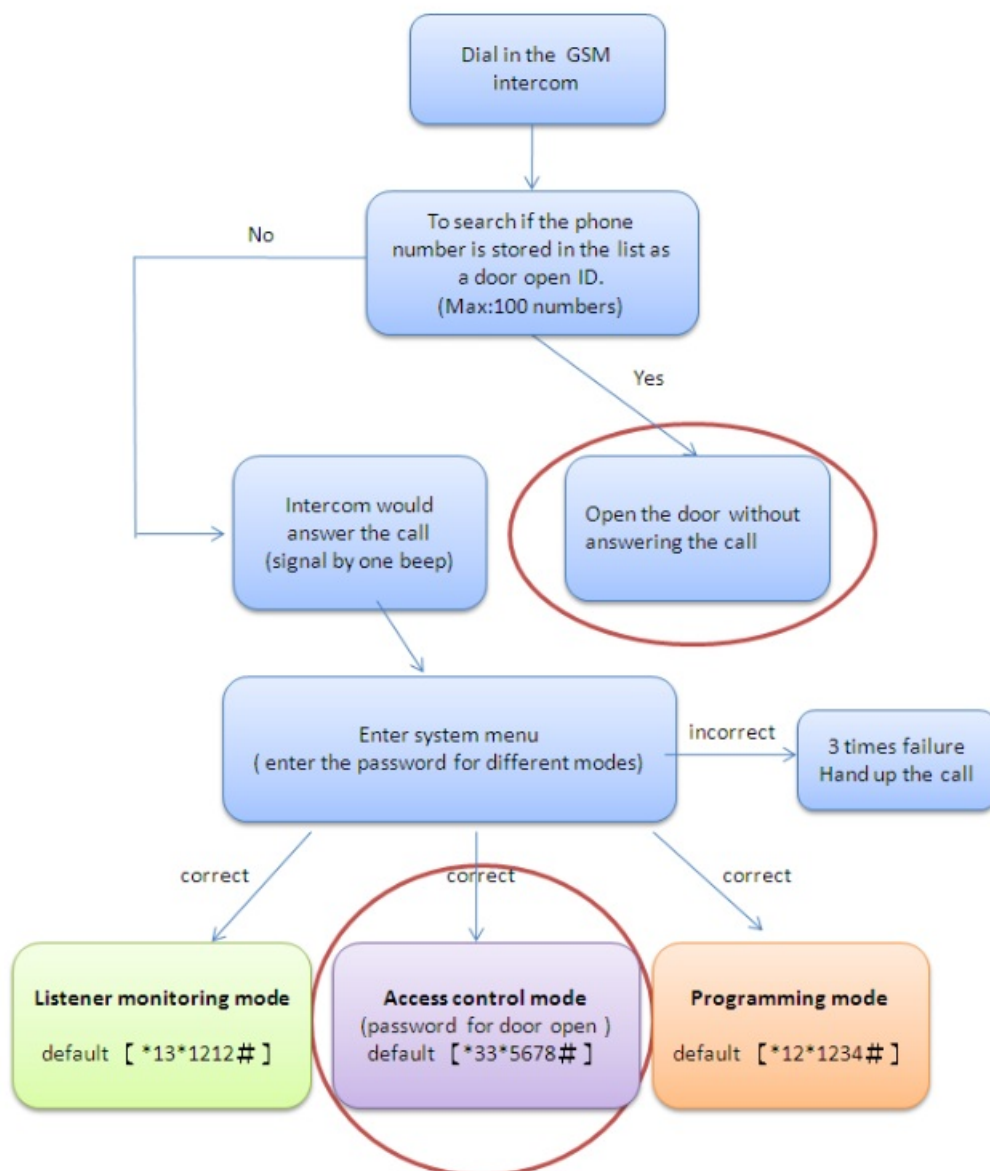 Dial in the GSM
intercom
To search if the phone
number is stored in the list as
a door open ID.
(Max:100 numbers)
No
Yes
Intercom would
answer the call
(signal by one beep)
Open the door without
answering the call
Enter system menu
( enter the password for different modes)
incorrect
3 times failure
Hand up the call
correct
correct
correct
Listener monitoring mode
default [ *13*1212# ]
Access control mode
(password for door open )
default [*33*5678# ]
Programming mode
default [*12*1234# ]